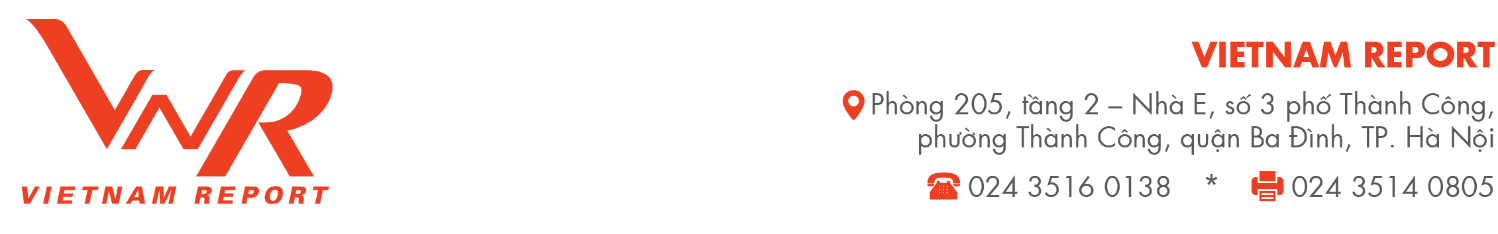 VNR
VIETNAM REPORT
VIETNAM REPORT
Phòng 205, tầng 2 – Nhà E, số 3 phố Thành Công,
phường Thành Công, quận Ba Đình, TP. Hà Nội
024 3516 0138 * 024 3514 0805